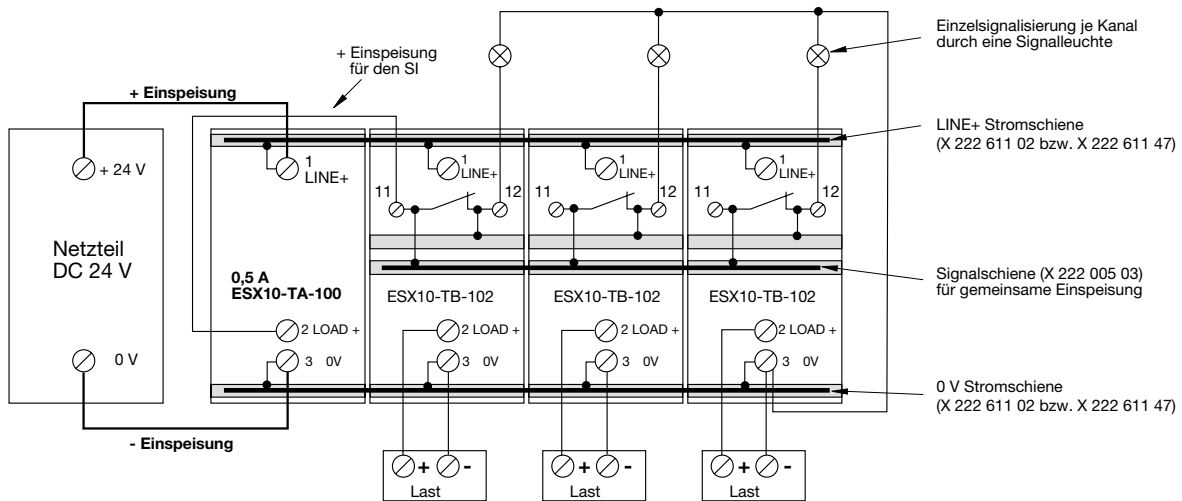 Einzelsignalisierung je Kanal
durch eine Signalleuchte
+ Einspeisung
für den SI
+ Einspeisung
LINE+ Stromschiene
(X 222 611 02 bzw. X 222 611 47)
+ 24 V
1
LINE+
1
LINE+
1
LINE+
1
LINE+
11
12
11
12
11
12
Netzteil
DC 24 V
0,5 A
ESX10-TA-100
Signalschiene (X 222 005 03)
für gemeinsame Einspeisung
ESX10-TB-102
ESX10-TB-102
ESX10-TB-102
2 LOAD +
2 LOAD +
2 LOAD +
2 LOAD +
0 V
3 0V
3 0V
3 0V
3 0V
0 V Stromschiene
(X 222 611 02 bzw. X 222 611 47)
- Einspeisung
+ -
Last
+ -
Last
+ -
Last